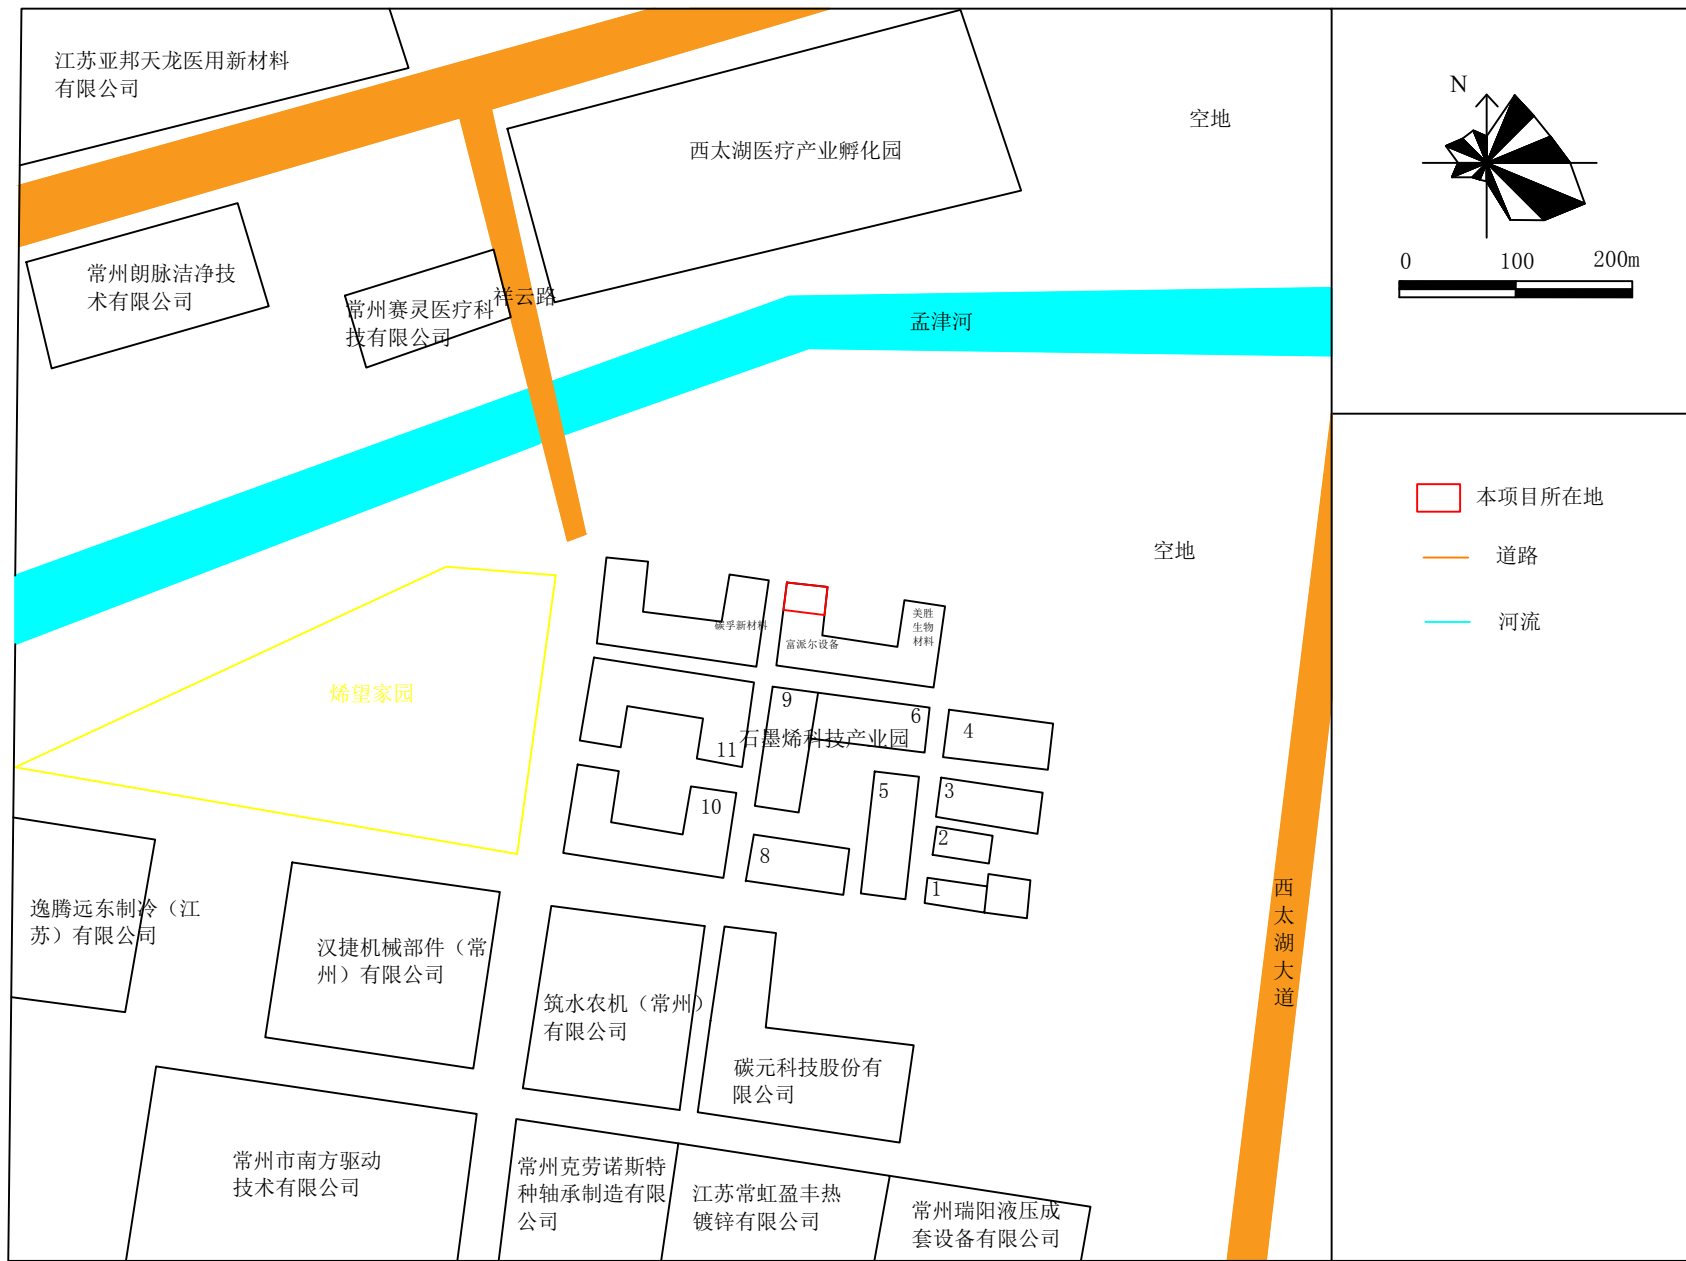 江苏亚邦天龙医用新材料
有限公司
西太湖医疗产业孵化园
空地
N
0 100 200m
常州朗脉洁净技
术有限公司
常州赛灵医疗科
技有限公司
祥云路
孟津河
本项目所在地
道路
河流
空地
碳孚新材料
富派尔设备
美胜
生物
材料
烯望家园
石墨烯科技产业园
9
6
4
11
5
3
10
2
8
1
西
太
湖
大
道
逸腾远东制冷（江
苏）有限公司
汉捷机械部件（常
州）有限公司
筑水农机（常州）
有限公司
碳元科技股份有
限公司
常州市南方驱动
技术有限公司
常州克劳诺斯特
种轴承制造有限
公司
江苏常虹盈丰热
镀锌有限公司
常州瑞阳液压成
套设备有限公司